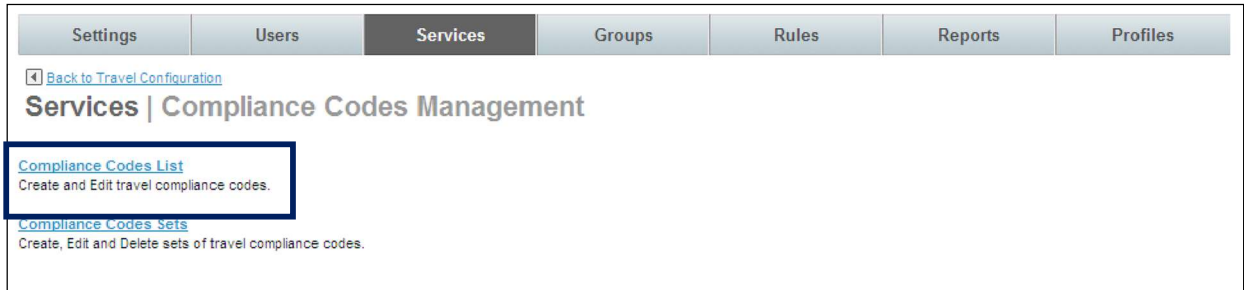 Settings Users Services Groups Rules Reports Profiles
Back to Travel Configuration
Services | Compliance Codes Management
Compliance Codes List
Create and Edit travel compliance codes.
Compliance Codes Sets
Create, Edit and Delete sets of travel compliance codes.